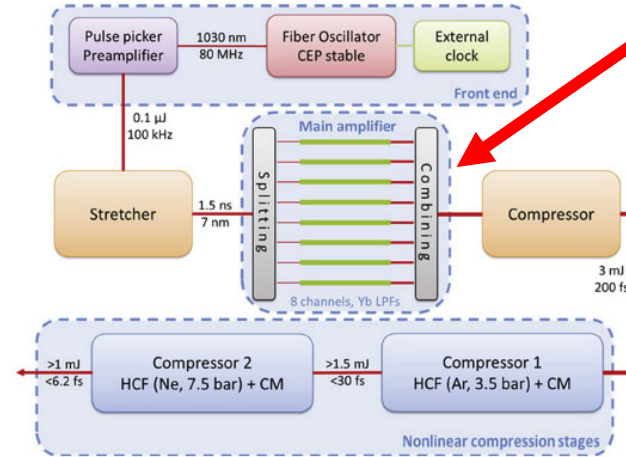 Pulse picker
Preamplifier
1030 nm
80 MHz
Fiber Oscillator
CEP stable
External
clock
Front end
0.1 μJ
100 kHz
Main amplifier
Stretcher
1.5 ns
7 nm
Splitting
Combining
Compressor
8 channels, Yb LPFs
3 mJ
200 fs
>1 mJ
<6.2 fs
Compressor 2
HCF (Ne, 7.5 bar) + CM
>1.5 mJ
<30 fs
Compressor 1
HCF (Ar, 3.5 bar) + CM
Nonlinear compression stages